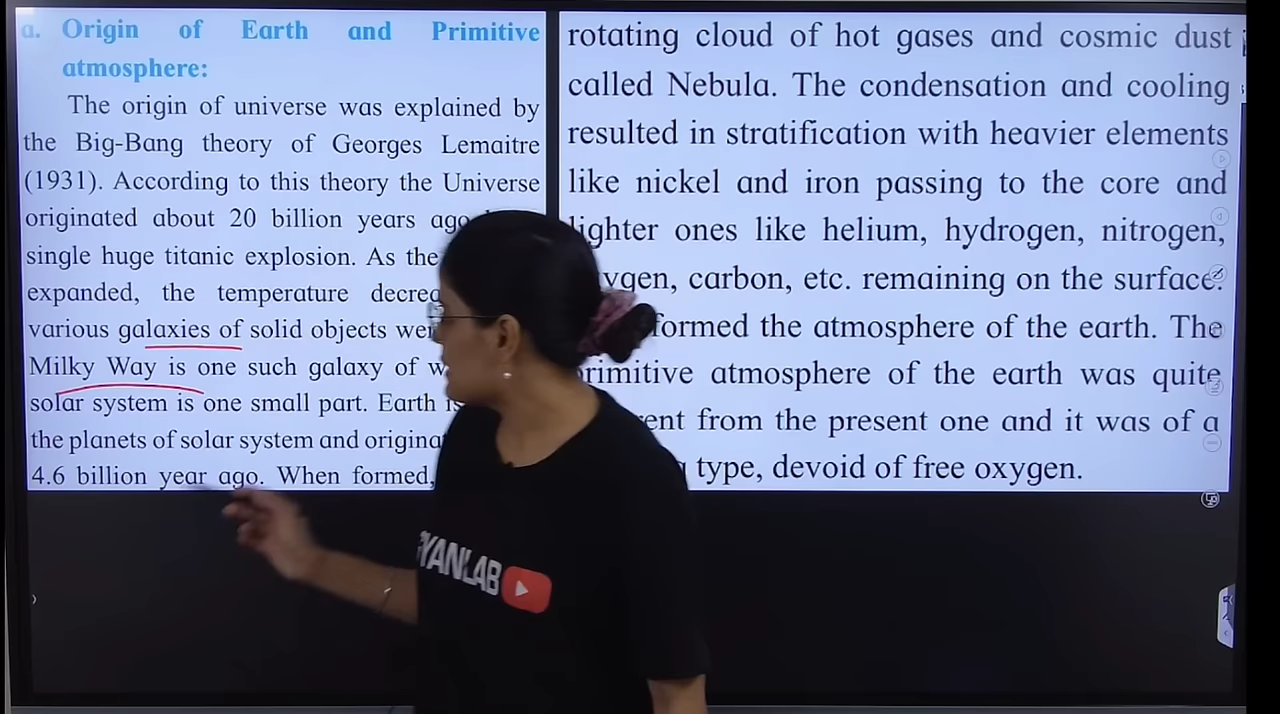 a. Origin of Earth and Primitive
atmosphere:
The origin of universe was explained by
the Big-Bang theory of Georges Lemaitre
(1931). According to this theory the Universe
originated about 20 billion years ago
single huge titanic explosion. As the
expanded, the temperature
various galaxies of solid objects
Milky Way is one such galaxy of
solar system is one small part. Earth
the planets of solar system and
4.6 billion year ago. When formed,
rotating cloud of hot gases and cosmic dust
called Nebula. The condensation and cooling
resulted in stratification with heavier elements
like nickel and iron passing to the core and
lighter ones like helium, hydrogen, nitrogen,
carbon, etc. remaining on the surface.
formed the atmosphere of the earth. The
primitive atmosphere of the earth was quite
from the present one and it was of a
type, devoid of free oxygen.
GYANLAB